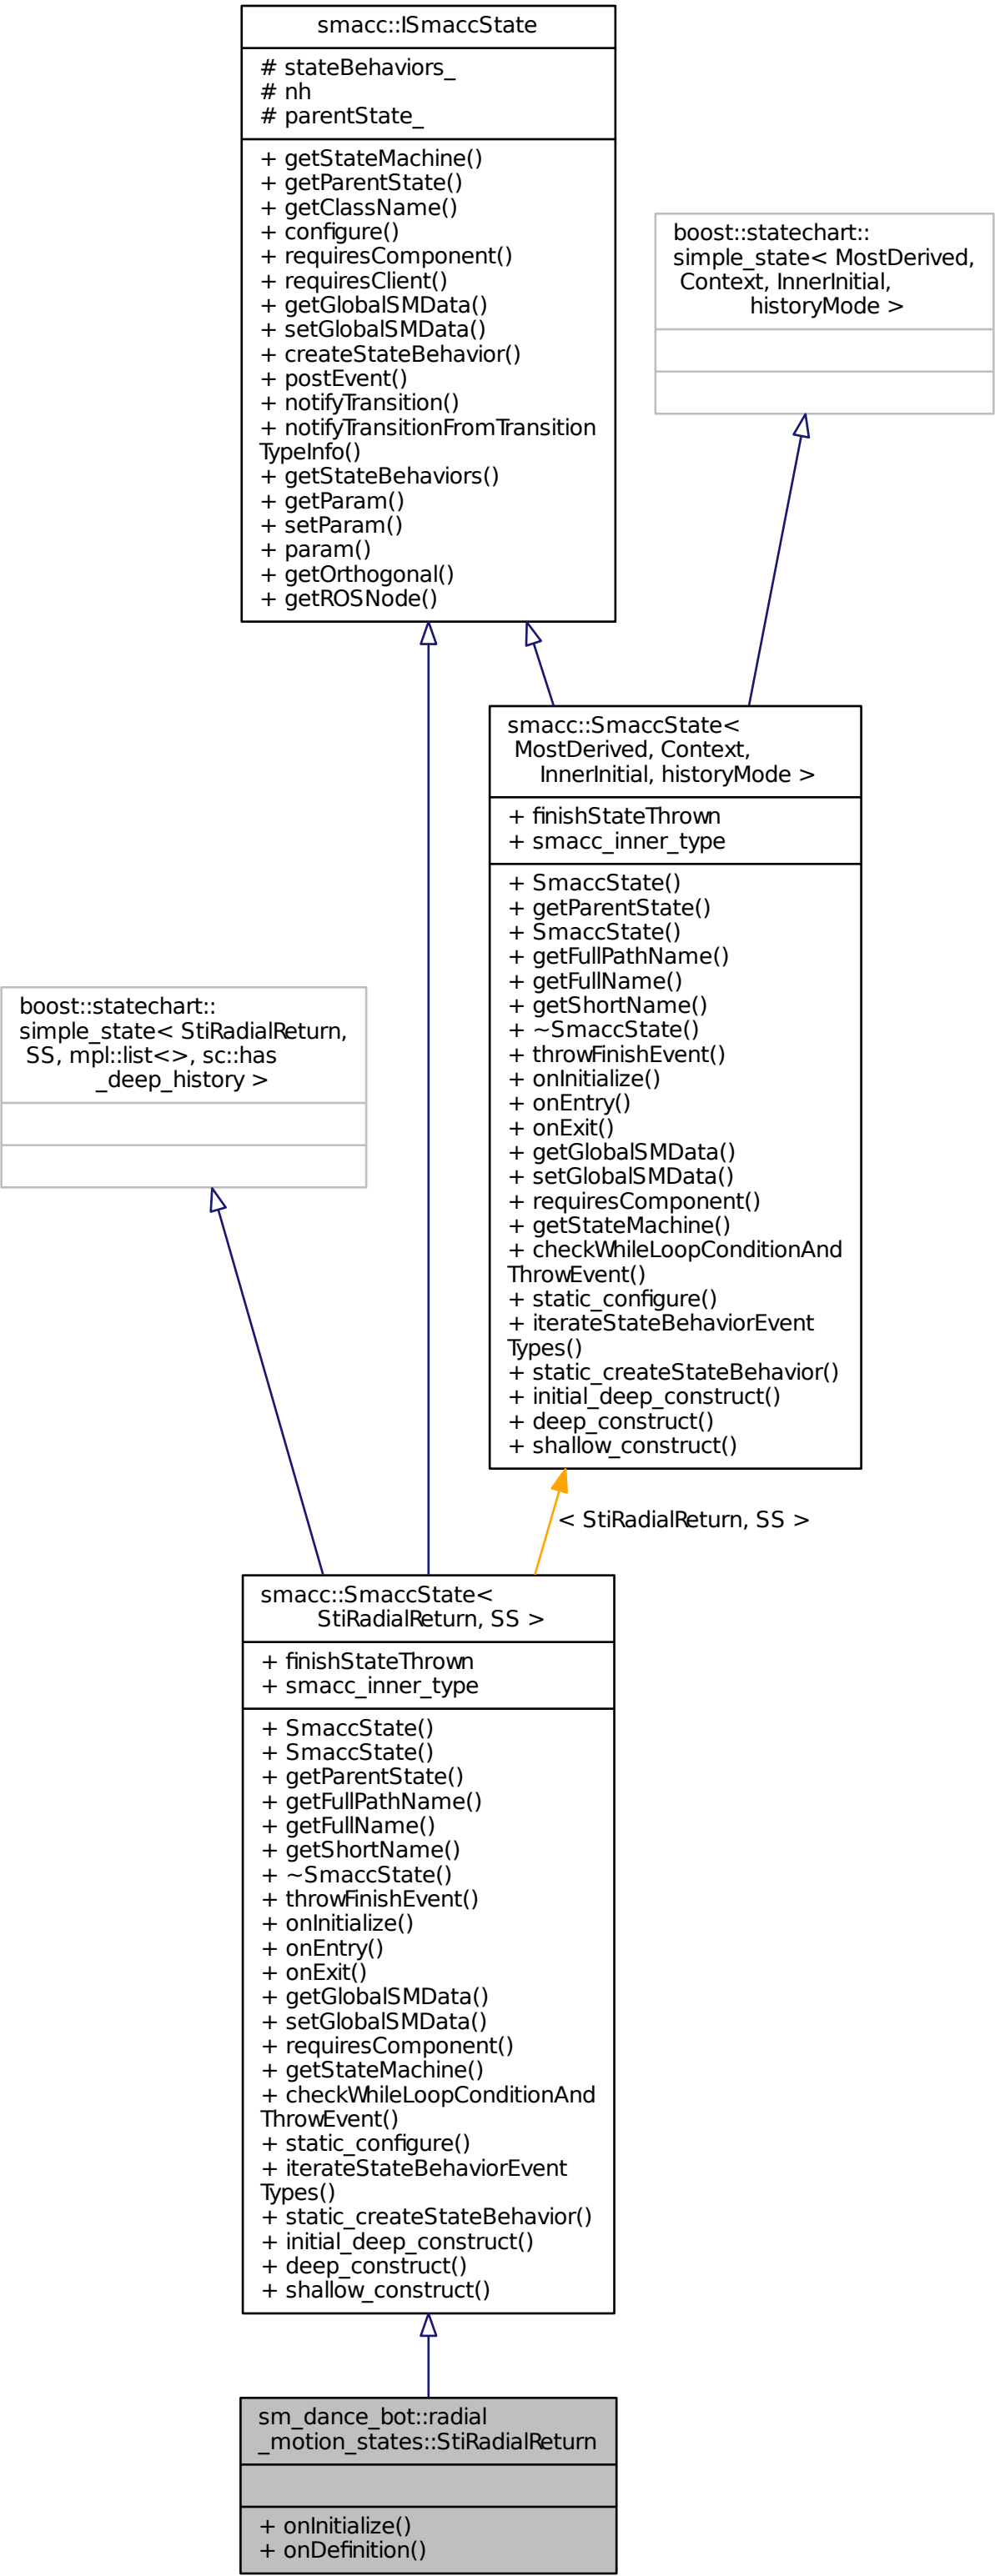 smacc::ISmaccState
# stateBehaviors_
# nh
# parentState_
+ getStateMachine()
+ getParentState()
+ getClassName()
+ configure()
+ requiresComponent()
+ requiresClient()
+ getGlobalSMData()
+ setGlobalSMData()
+ createStateBehavior()
+ postEvent()
+ notifyTransition()
+ notifyTransitionFromTransition
TypeInfo()
+ getStateBehaviors()
+ getParam()
+ setParam()
+ param()
+ getOrthogonal()
+ getROSNode()
boost::statechart::
simple_state< MostDerived,
Context, InnerInitial,
historyMode >
smacc::SmaccState<
MostDerived, Context,
InnerInitial, historyMode >
+ finishStateThrown
+ smacc_inner_type
+ SmaccState()
+ getParentState()
+ SmaccState()
+ getFullPathName()
+ getFullName()
+ getShortName()
+ ~SmaccState()
+ throwFinishEvent()
+ onInitialize()
+ onEntry()
+ onExit()
+ getGlobalSMData()
+ setGlobalSMData()
+ requiresComponent()
+ getStateMachine()
+ checkWhileLoopConditionAnd
ThrowEvent()
+ static_configure()
+ iterateStateBehaviorEvent
Types()
+ static_createStateBehavior()
+ initial_deep_construct()
+ deep_construct()
+ shallow_construct()
boost::statechart::
simple_state< StiRadialReturn,
SS, mpl::list<>, sc::has
_deep_history >
< StiRadialReturn, SS >
smacc::SmaccState<
StiRadialReturn, SS >
+ finishStateThrown
+ smacc_inner_type
+ SmaccState()
+ SmaccState()
+ getParentState()
+ getFullPathName()
+ getFullName()
+ getShortName()
+ ~SmaccState()
+ throwFinishEvent()
+ onInitialize()
+ onEntry()
+ onExit()
+ getGlobalSMData()
+ setGlobalSMData()
+ requiresComponent()
+ getStateMachine()
+ checkWhileLoopConditionAnd
ThrowEvent()
+ static_configure()
+ iterateStateBehaviorEvent
Types()
+ static_createStateBehavior()
+ initial_deep_construct()
+ deep_construct()
+ shallow_construct()
sm_dance_bot::radial
_motion_states::StiRadialReturn
+ onInitialize()
+ onDefinition()